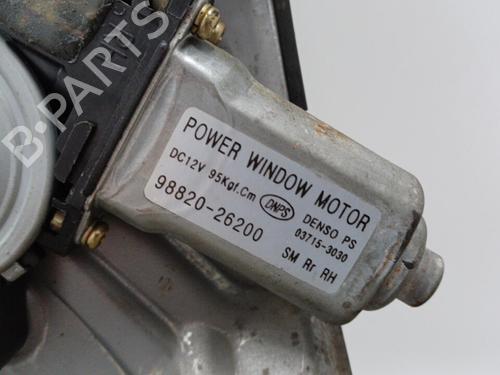 B-PARTS
POWER WINDOW MOTOR
DC12V 95Kgf.Cm DNPS DENSO PS
98820-26200 03715-3030
SM Rr RH